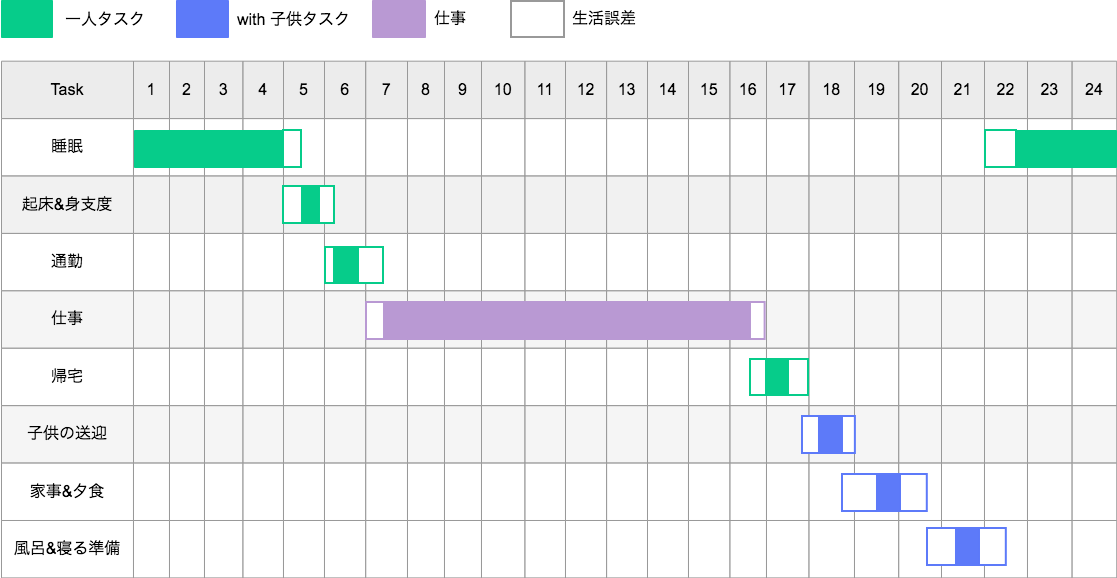 一人タスク with 子供タスク 仕事 生活誤差
Task 1 2 3 4 5 6 7 8 9 10 11 12 13 14 15 16 17 18 19 20 21 22 23 24
睡眠
起床&身支度
通勤
仕事
帰宅
子供の送迎
家事&夕食
風呂&寝る準備